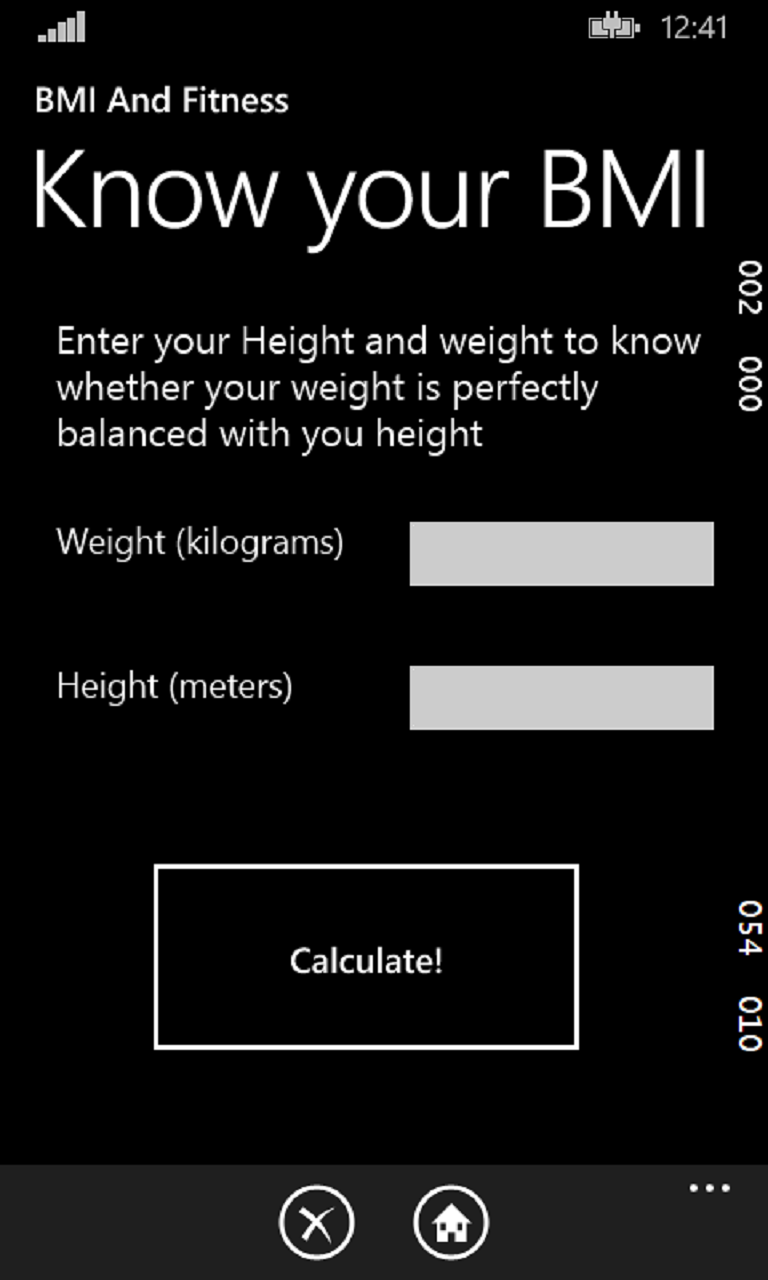 12:41
BMI And Fitness
Know your BMI
002
000
Enter your Height and weight to know
whether your weight is perfectly
balanced with you height
Weight (kilograms)
Height (meters)
054
010
Calculate!